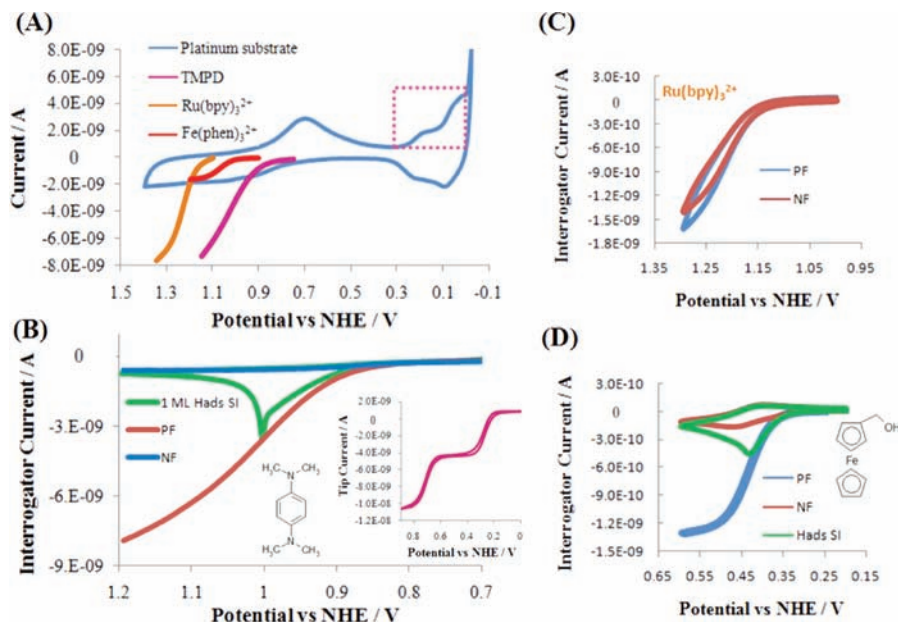 (A)
8.0E-09
6.0E-09
4.0E-09
2.0E-09
0
-2.0E-09
-4.0E-09
-6.0E-09
-8.0E-09
Current / A
Platinum substrate
TMPD
Ru(bpy)₃²⁺
Fe(phen)₃²⁺
1.5 1.3 1.1 0.9 0.7 0.5 0.3 0.1 -0.1
Potential vs NHE / V
(C)
3.0E-10
0
-3.0E-10
-6.0E-10
-9.0E-10
-1.2E-09
-1.5E-09
-1.8E-09
Interrogator Current / A
Ru(bpy)₃²⁺
PF
NF
1.35 1.25 1.15 1.05 0.95
Potential vs NHE / V
(B)
0
-3.E-09
-6.E-09
-9.E-09
Interrogator Current / A
1 ML Hads SI
PF
NF
H₃C CH₃
N
N
H₃C CH₃
2.0E-09
0.0E+00
-2.0E-09
-4.0E-09
-6.0E-09
-8.0E-09
-1.0E-08
-1.2E-08
Tip Current / A
0.8 0.6 0.4 0.2 0
Potential vs NHE / V
1.2 1.1 1 0.9 0.8 0.7
Potential vs NHE / V
(D)
3.0E-10
0
-3.0E-10
-6.0E-10
-9.0E-10
-1.2E-09
-1.5E-09
Interrogator Current / A
OH
Fe
PF
NF
Hads SI
0.65 0.55 0.45 0.35 0.25 0.15
Potential vs NHE / V